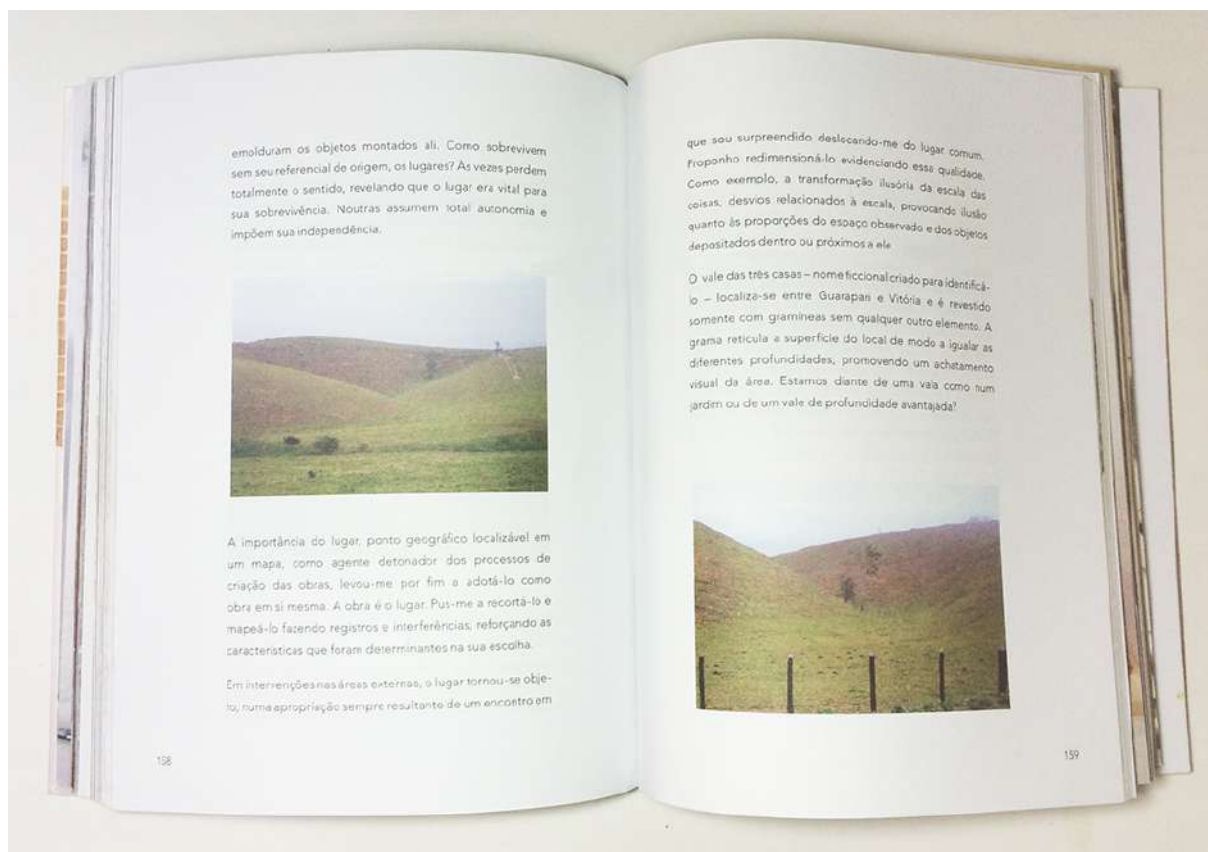 emolduram os objetos montados ali. Como sobrevivem
sem seu referencial de origem, os lugares? Às vezes perdem
totalmente o sentido, revelando que o lugar era vital para
sua sobrevivência. Noutras assumem total autonomia e
impõem sua independência.
A importância do lugar, ponto geográfico localizável em
um mapa, como agente detonador dos processos de
criação das obras, levou-me por fim a adotá-lo como
obra em si mesma. A obra é o lugar. Pus-me a recortá-lo e
mapeá-lo fazendo registros e interferências, reforçando as
características que foram determinantes na sua escolha.
Em intervenções nas áreas externas, o lugar tornou-se obje-
to, numa apropriação sempre resultante de um encontro em
158
que sou surpreendido deslocando-me do lugar comum.
Proponho redimensioná-lo evidenciando essa qualidade.
Como exemplo, a transformação ilusória da escala das
coisas, desvios relacionados à escala, provocando ilusão
quanto às proporções do espaço observado e dos objetos
depositados dentro ou próximos a ele.
O vale das três casas – nome ficcional criado para identificá-
lo – localiza-se entre Guarapari e Vitória e é revestido
somente com gramíneas sem qualquer outro elemento. A
grama reticula a superfície do local de modo a igualar as
diferentes profundidades, promovendo um achatamento
visual da área. Estamos diante de uma vala como num
jardim ou de um vale de profundidade avantajada?
159